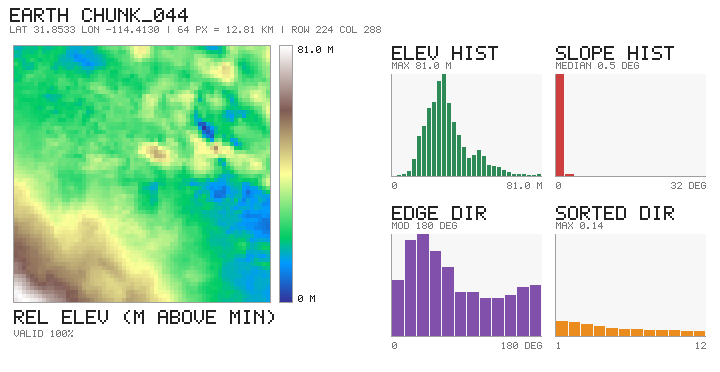 EARTH CHUNK_044
LAT 31.8533 LON -114.4130 | 64 PX = 12.81 KM | ROW 224 COL 288
81.0 M
0 M
REL ELEV (M ABOVE MIN)
VALID 100%
ELEV HIST
MAX 81.0 M
0 81.0 M
SLOPE HIST
MEDIAN 0.5 DEG
0 32 DEG
EDGE DIR
MOD 180 DEG
0 180 DEG
SORTED DIR
MAX 0.14
1 12